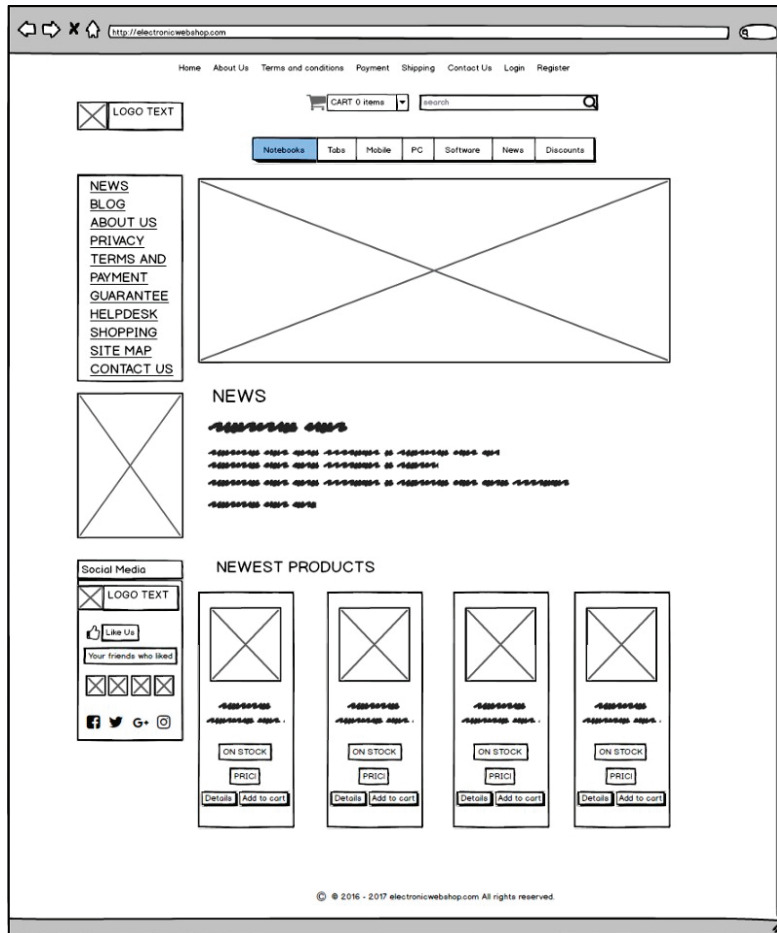 http://electronicwebshop.com
Home About Us Terms and conditions Payment Shipping Contact Us Login Register
LOGO TEXT
CART 0 items
search
Notebooks Tabs Mobile PC Software News Discounts
NEWS
BLOG
ABOUT US
PRIVACY
TERMS AND
PAYMENT
GUARANTEE
HELPDESK
SHOPPING
SITE MAP
CONTACT US
NEWS
Social Media
LOGO TEXT
Like Us
Your friends who liked
NEWEST PRODUCTS
ON STOCK ON STOCK ON STOCK ON STOCK
PRICI PRICI PRICI PRICI
Details Add to cart Details Add to cart Details Add to cart Details Add to cart
© © 2016 - 2017 electronicwebshop.com All rights reserved.